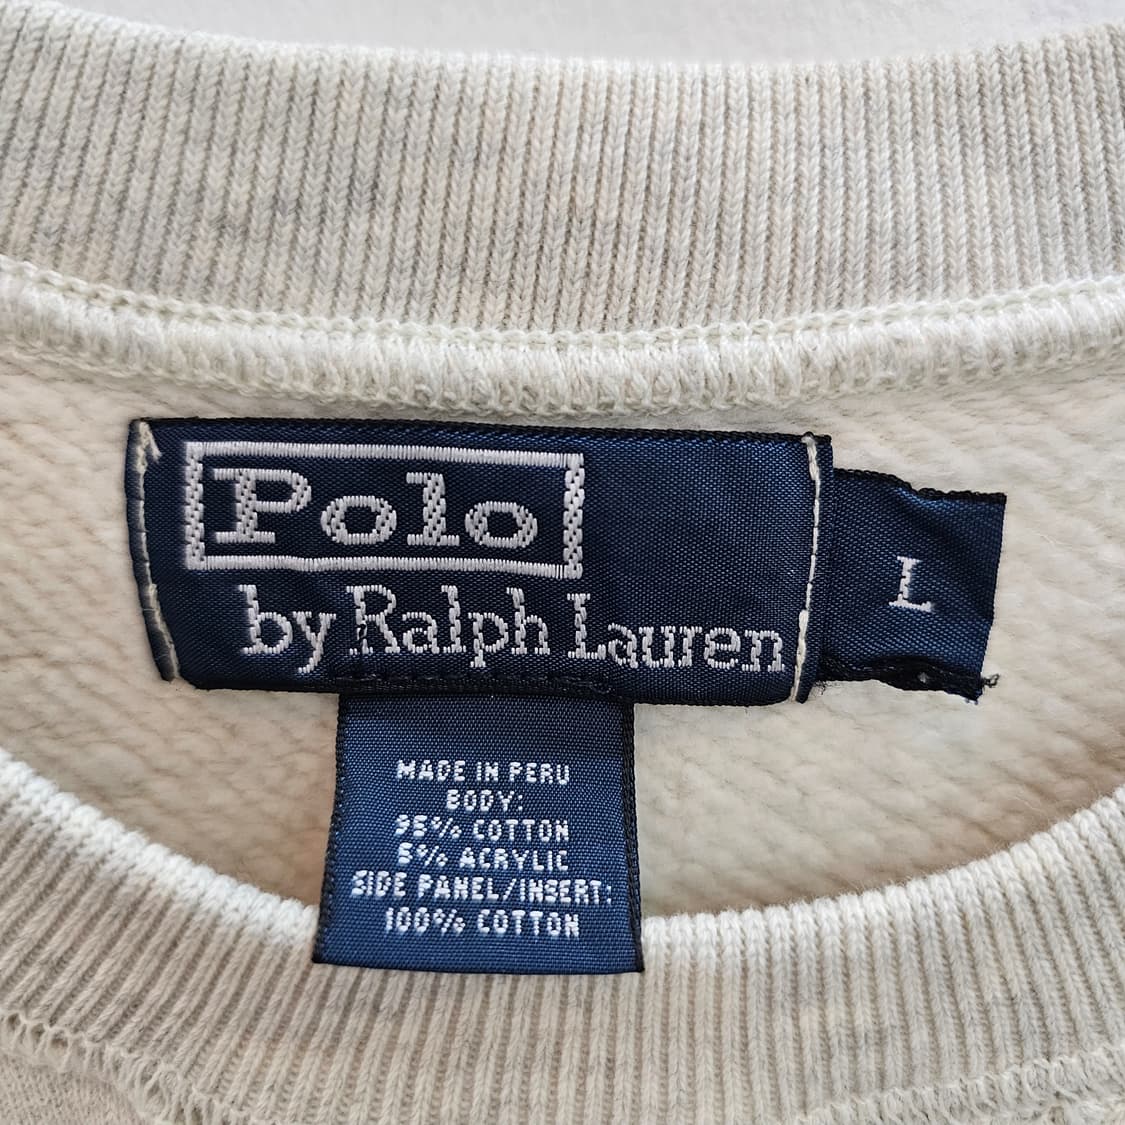 Polo
by Ralph Lauren
L
MADE IN PERU
BODY:
95% COTTON
5% ACRYLIC
SIDE PANEL/INSERT:
100% COTTON